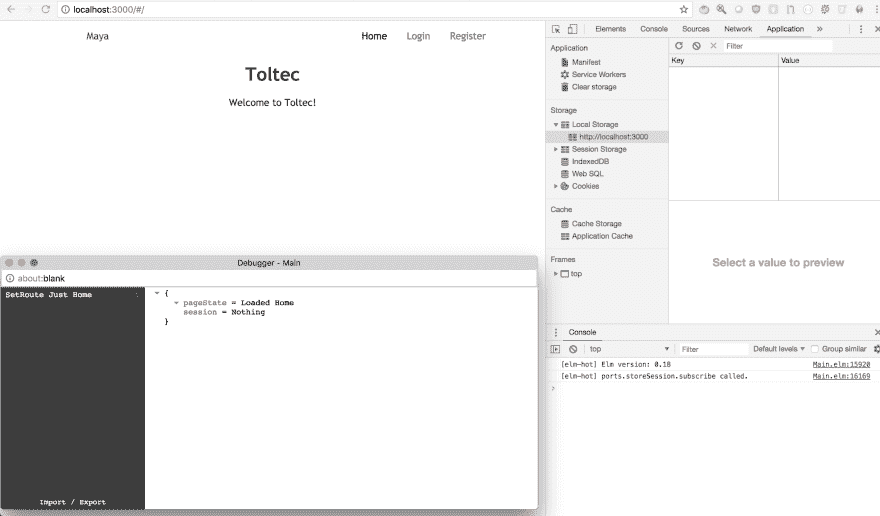 localhost:3000/#/
Maya
Home Login Register
Toltec
Welcome to Toltec!
Elements Console Sources Network Application »
Application
Manifest
Service Workers
Clear storage
Storage
Local Storage
http://localhost:3000
Session Storage
IndexedDB
Web SQL
Cookies
Cache
Cache Storage
Application Cache
Frames
top
Filter
Key Value
Select a value to preview
Debugger - Main
about:blank
SetRoute Just Home
{
pageState = Loaded Home
session = Nothing
}
Import / Export
Console
top Filter Default levels Group similar
[elm-hot] Elm version: 0.18 Main.elm:15920
[elm-hot] ports.storeSession.subscribe called. Main.elm:16169
>